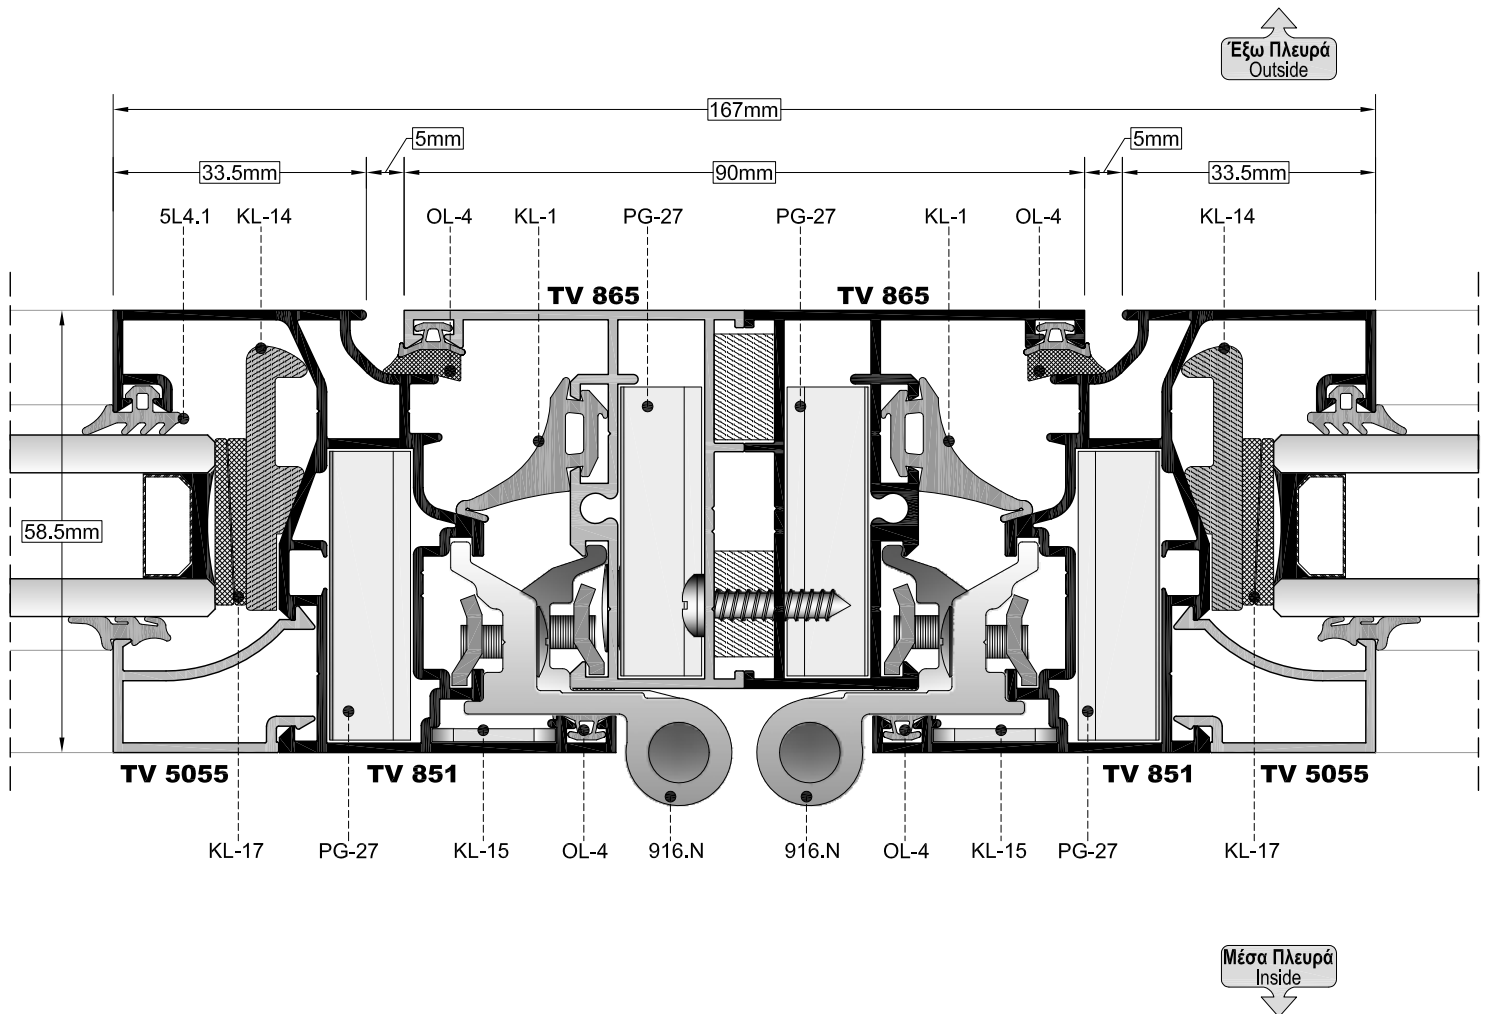 Έξω Πλευρά
Outside
167mm
5mm
5mm
33.5mm
90mm
33.5mm
5L4.1
KL-14
OL-4
KL-1
PG-27
PG-27
KL-1
OL-4
KL-14
TV 865
TV 865
58.5mm
TV 5055
TV 851
TV 851
TV 5055
KL-17
PG-27
KL-15
OL-4
916.N
916.N
OL-4
KL-15
PG-27
KL-17
Μέσα Πλευρά
Inside